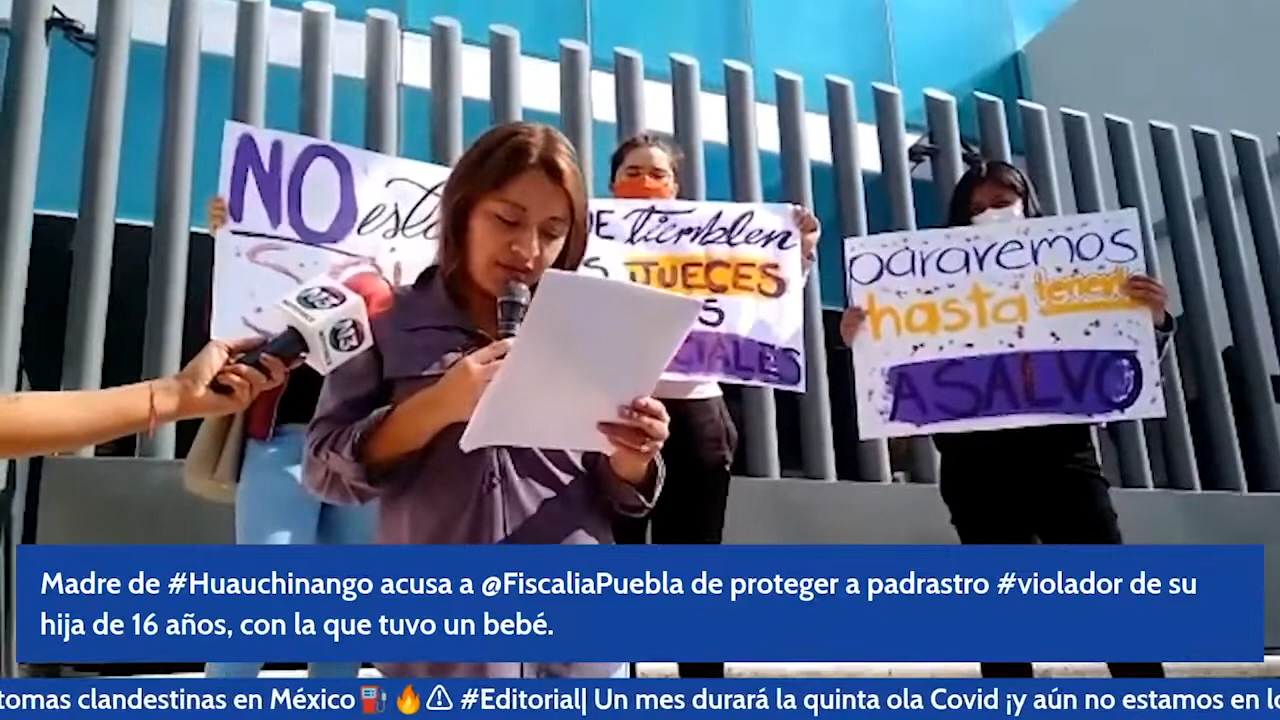 NO esto
DE tiemblen
JUECES
CIALES
pararemos
hasta tenerla
A SALVO
Madre de #Huauchinango acusa a @FiscaliaPuebla de proteger a padrastro #violador de su
hija de 16 años, con la que tuvo un bebé.
tomas clandestinas en México⛽🔥⚠ #Editorial| Un mes durará la quinta ola Covid ¡y aún no estamos en lo